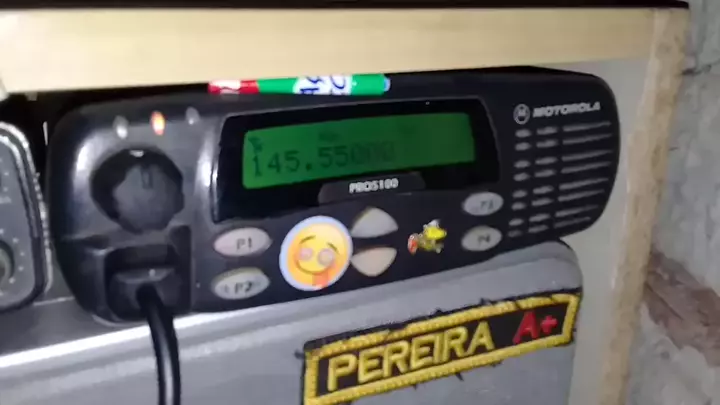 MOTOROLA
145.55000
PRO5100
P1
P2
P3
P4
PEREIRA A+